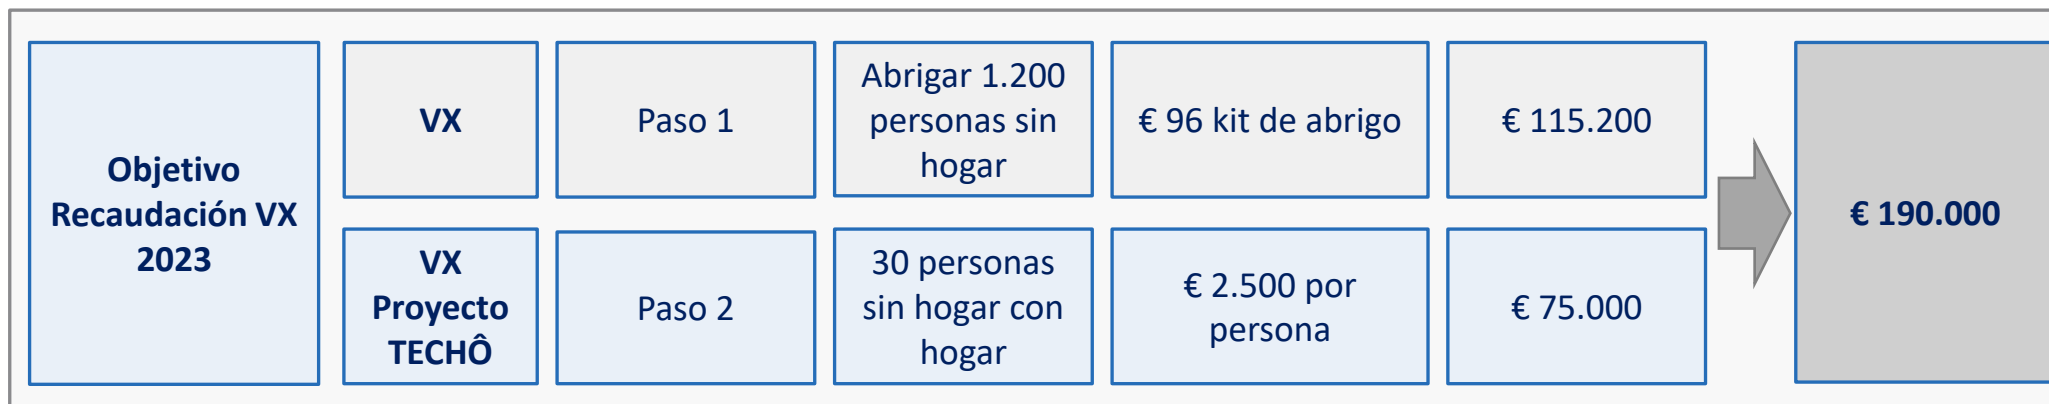 Objetivo
Recaudación VX
2023
VX
Paso 1
Abrigar 1.200
personas sin
hogar
€ 96 kit de abrigo
€ 115.200
VX
Proyecto
TECHÔ
Paso 2
30 personas
sin hogar con
hogar
€ 2.500 por
persona
€ 75.000
€ 190.000